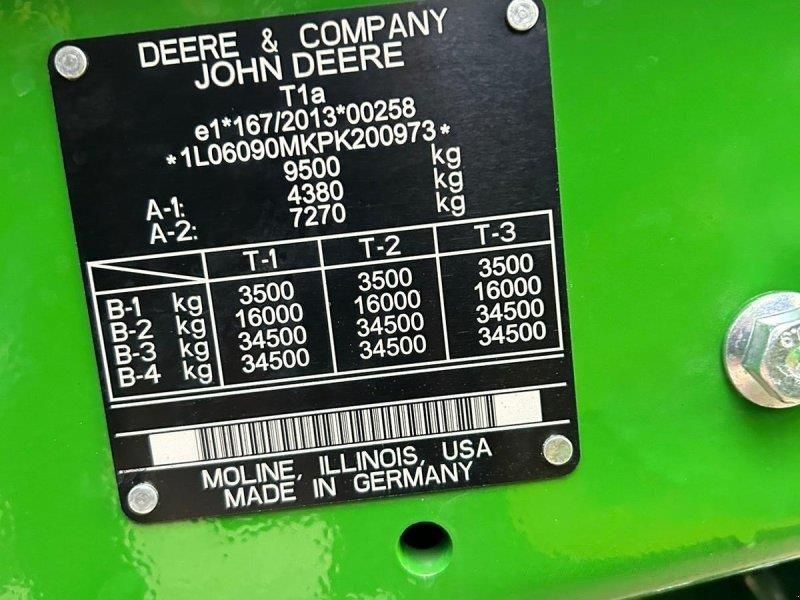 DEERE & COMPANY
JOHN DEERE
T1a
e1*167/2013*00258
*1L06090MKPK200973*
9500 kg
A-1: 4380 kg
A-2: 7270 kg
T-1 T-2 T-3
B-1 kg 3500 3500 3500
B-2 kg 16000 16000 16000
B-3 kg 34500 34500 34500
B-4 kg 34500 34500 34500
MOLINE, ILLINOIS, USA
MADE IN GERMANY